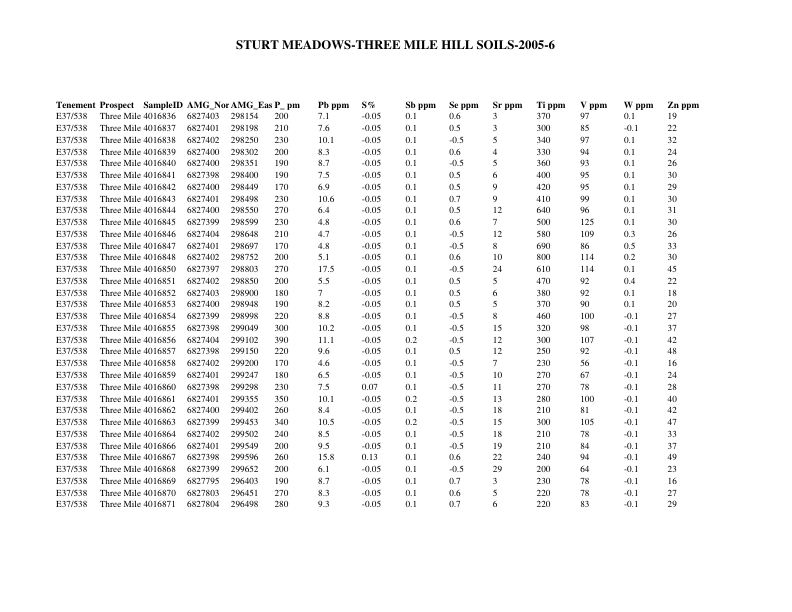 STURT MEADOWS-THREE MILE HILL SOILS-2005-6
Tenement Prospect SampleID AMG_Nor AMG_Eas P_ pm Pb ppm S% Sb ppm Se ppm Sr ppm Ti ppm V ppm W ppm Zn ppm
E37/538 Three Mile 4016836 6827403 298154 200 7.1 -0.05 0.1 0.6 3 370 97 0.1 19
E37/538 Three Mile 4016837 6827401 298198 210 7.6 -0.05 0.1 0.5 3 300 85 -0.1 22
E37/538 Three Mile 4016838 6827402 298250 230 10.1 -0.05 0.1 -0.5 5 340 97 0.1 32
E37/538 Three Mile 4016839 6827400 298302 200 8.3 -0.05 0.1 0.6 4 330 94 0.1 24
E37/538 Three Mile 4016840 6827400 298351 190 8.7 -0.05 0.1 -0.5 5 360 93 0.1 26
E37/538 Three Mile 4016841 6827398 298400 190 7.5 -0.05 0.1 0.5 6 400 95 0.1 30
E37/538 Three Mile 4016842 6827400 298449 170 6.9 -0.05 0.1 0.5 9 420 95 0.1 29
E37/538 Three Mile 4016843 6827401 298498 230 10.6 -0.05 0.1 0.7 9 410 99 0.1 30
E37/538 Three Mile 4016844 6827400 298550 270 6.4 -0.05 0.1 0.5 12 640 96 0.1 31
E37/538 Three Mile 4016845 6827399 298599 230 4.8 -0.05 0.1 0.6 7 500 125 0.1 30
E37/538 Three Mile 4016846 6827404 298648 210 4.7 -0.05 0.1 -0.5 12 580 109 0.3 26
E37/538 Three Mile 4016847 6827401 298697 170 4.8 -0.05 0.1 -0.5 8 690 86 0.5 33
E37/538 Three Mile 4016848 6827402 298752 200 5.1 -0.05 0.1 0.6 10 800 114 0.2 30
E37/538 Three Mile 4016850 6827397 298803 270 17.5 -0.05 0.1 -0.5 24 610 114 0.1 45
E37/538 Three Mile 4016851 6827402 298850 200 5.5 -0.05 0.1 0.5 5 470 92 0.4 22
E37/538 Three Mile 4016852 6827403 298900 180 7 -0.05 0.1 0.5 6 380 92 0.1 18
E37/538 Three Mile 4016853 6827400 298948 190 8.2 -0.05 0.1 0.5 5 370 90 0.1 20
E37/538 Three Mile 4016854 6827399 298998 220 8.8 -0.05 0.1 -0.5 8 460 100 -0.1 27
E37/538 Three Mile 4016855 6827398 299049 300 10.2 -0.05 0.1 -0.5 15 320 98 -0.1 37
E37/538 Three Mile 4016856 6827404 299102 390 11.1 -0.05 0.2 -0.5 12 300 107 -0.1 42
E37/538 Three Mile 4016857 6827398 299150 220 9.6 -0.05 0.1 0.5 12 250 92 -0.1 48
E37/538 Three Mile 4016858 6827402 299200 170 4.6 -0.05 0.1 -0.5 7 230 56 -0.1 16
E37/538 Three Mile 4016859 6827401 299247 180 6.5 -0.05 0.1 -0.5 10 270 67 -0.1 24
E37/538 Three Mile 4016860 6827398 299298 230 7.5 0.07 0.1 -0.5 11 270 78 -0.1 28
E37/538 Three Mile 4016861 6827401 299355 350 10.1 -0.05 0.2 -0.5 13 280 100 -0.1 40
E37/538 Three Mile 4016862 6827400 299402 260 8.4 -0.05 0.1 -0.5 18 210 81 -0.1 42
E37/538 Three Mile 4016863 6827399 299453 340 10.5 -0.05 0.2 -0.5 15 300 105 -0.1 47
E37/538 Three Mile 4016864 6827402 299502 240 8.5 -0.05 0.1 -0.5 18 210 78 -0.1 33
E37/538 Three Mile 4016866 6827401 299549 200 9.5 -0.05 0.1 -0.5 19 210 84 -0.1 37
E37/538 Three Mile 4016867 6827398 299596 260 15.8 0.13 0.1 0.6 22 240 94 -0.1 49
E37/538 Three Mile 4016868 6827399 299652 200 6.1 -0.05 0.1 -0.5 29 200 64 -0.1 23
E37/538 Three Mile 4016869 6827795 296403 190 8.7 -0.05 0.1 0.7 3 230 78 -0.1 16
E37/538 Three Mile 4016870 6827803 296451 270 8.3 -0.05 0.1 0.6 5 220 78 -0.1 27
E37/538 Three Mile 4016871 6827804 296498 280 9.3 -0.05 0.1 0.7 6 220 83 -0.1 29